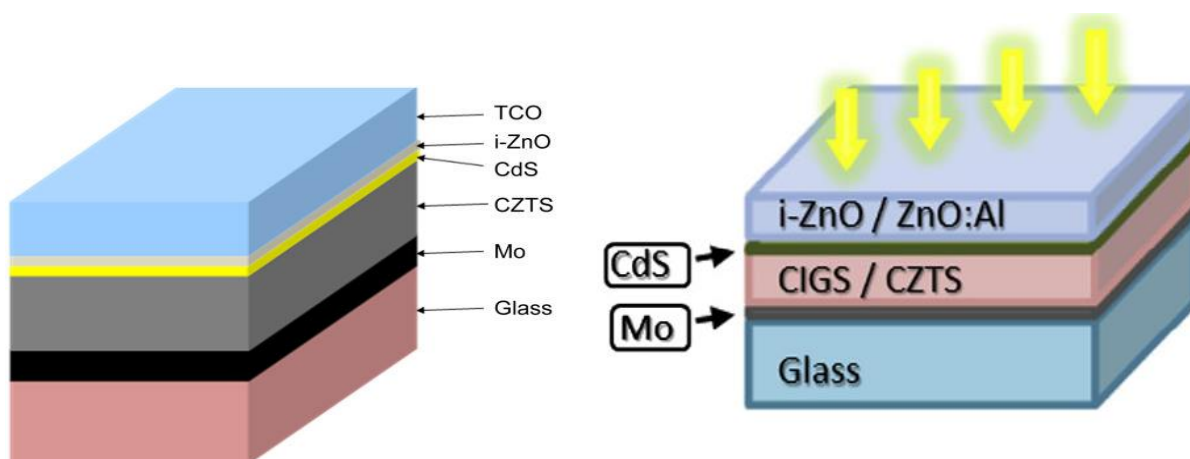 TCO
i-ZnO
CdS
CZTS
Mo
Glass
i-ZnO / ZnO:Al
CdS
CIGS / CZTS
Mo
Glass